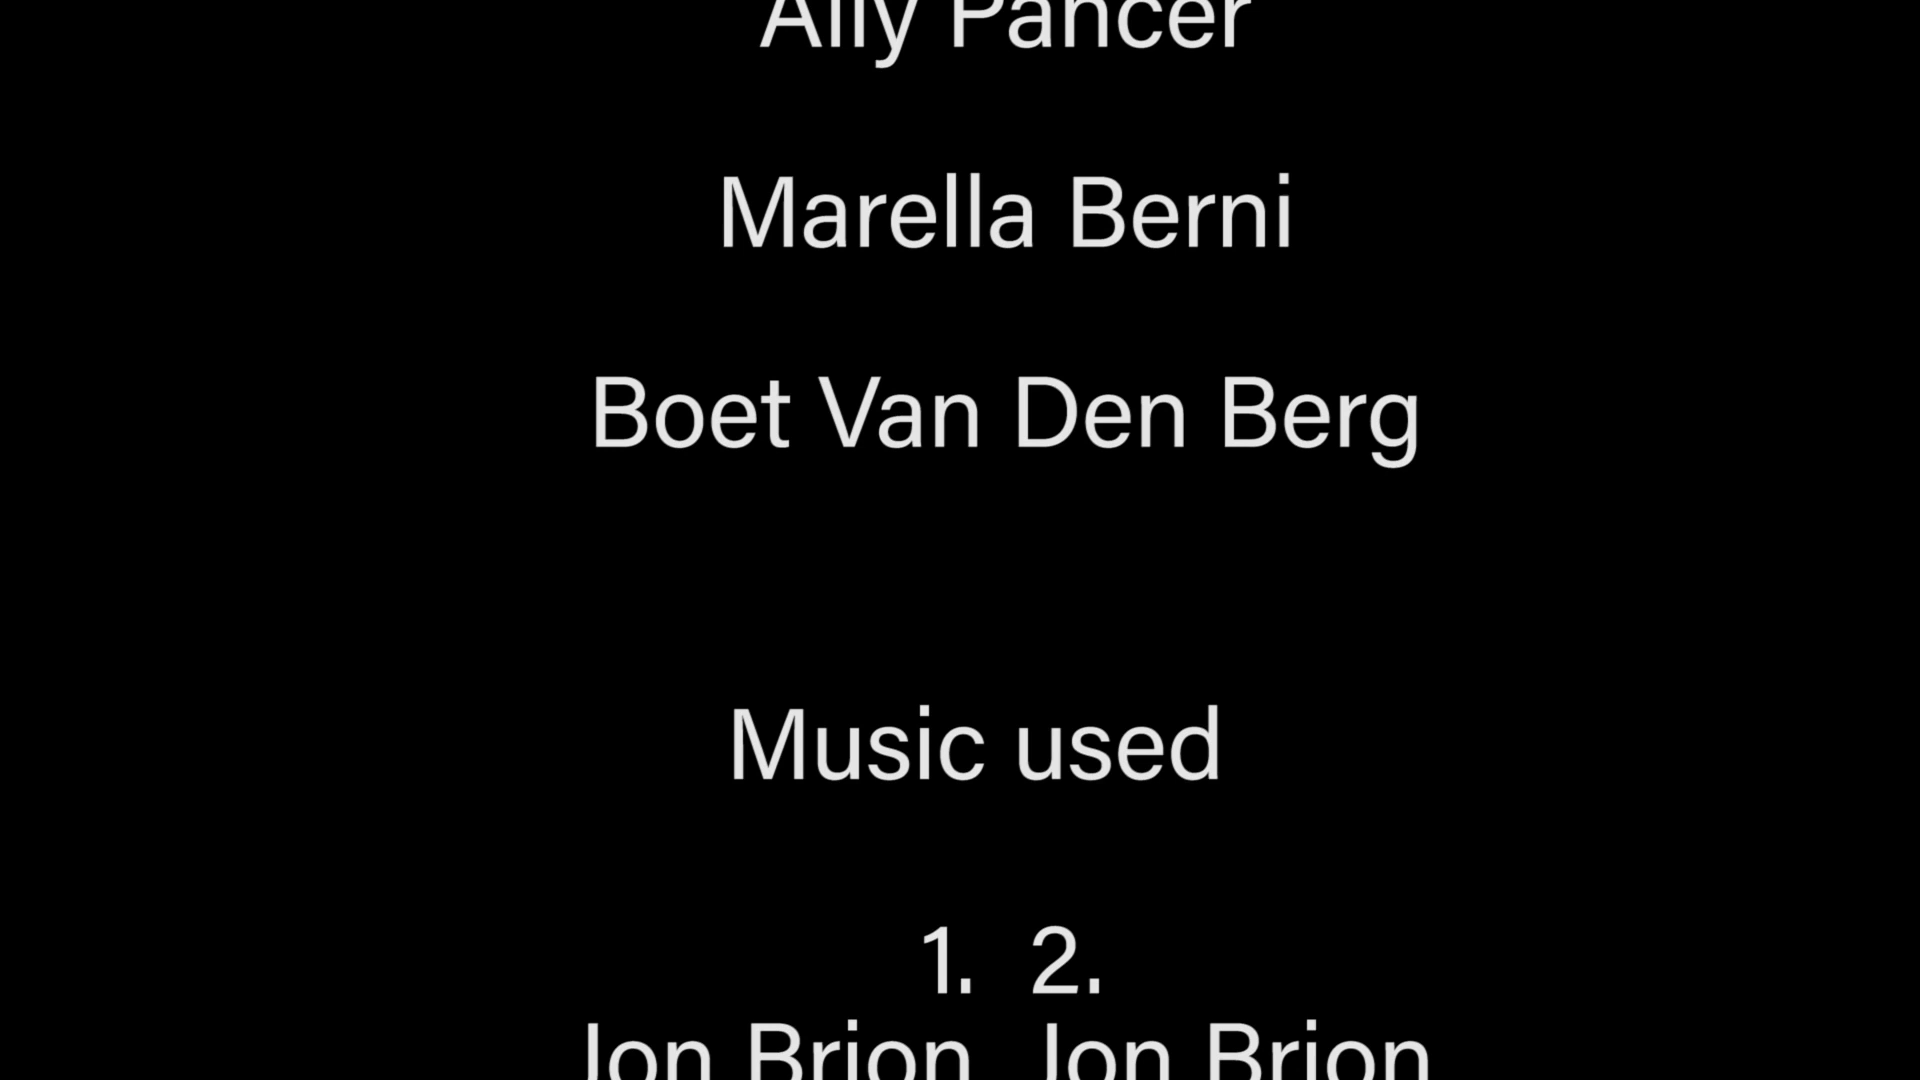 Ally Pancer
Marella Berni
Boet Van Den Berg
Music used
1. 2.
Jon Brion Jon Brion